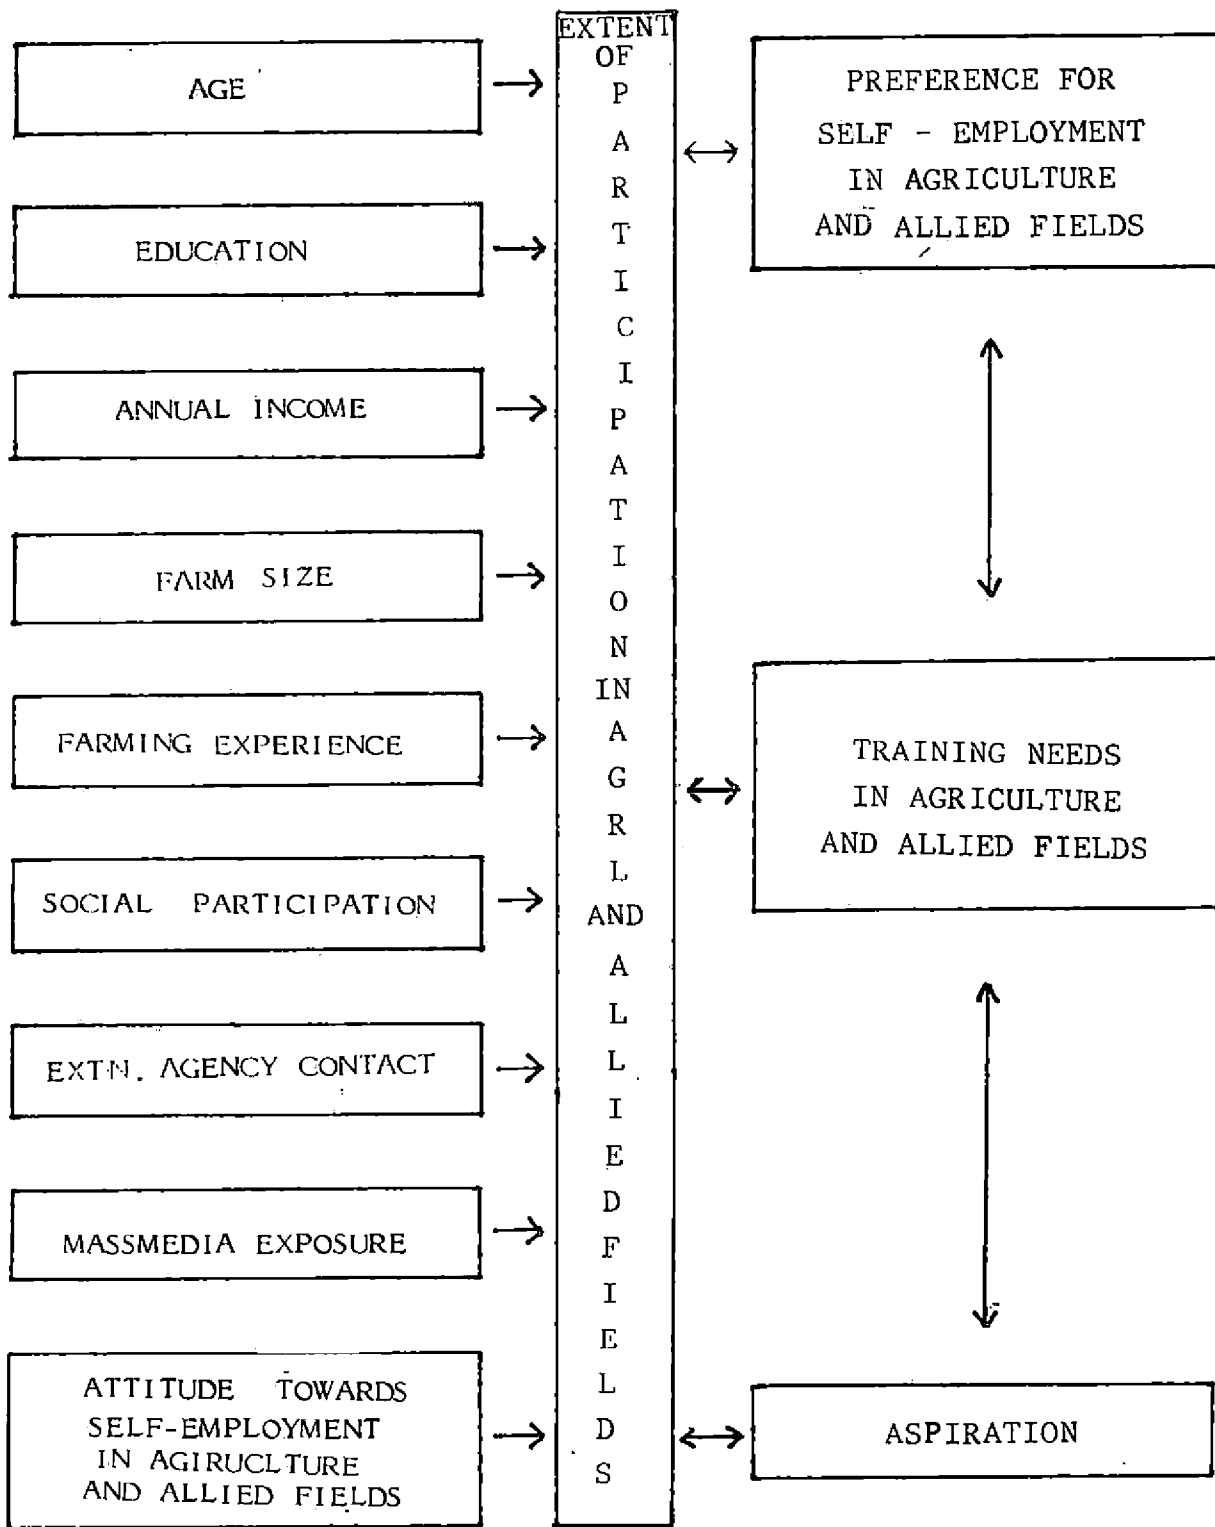 AGE
EDUCATION
ANNUAL INCOME
FARM SIZE
FARMING EXPERIENCE
SOCIAL PARTICIPATION
EXTN. AGENCY CONTACT
MASSMEDIA EXPOSURE
ATTITUDE TOWARDS
SELF-EMPLOYMENT
IN AGIRUCLTURE
AND ALLIED FIELDS
EXTENT
OF
P
A
R
T
I
C
I
P
A
T
I
O
N
IN
A
G
R
L
AND
A
L
L
I
E
D
F
I
E
L
D
S
PREFERENCE FOR
SELF - EMPLOYMENT
IN AGRICULTURE
AND ALLIED FIELDS
TRAINING NEEDS
IN AGRICULTURE
AND ALLIED FIELDS
ASPIRATION